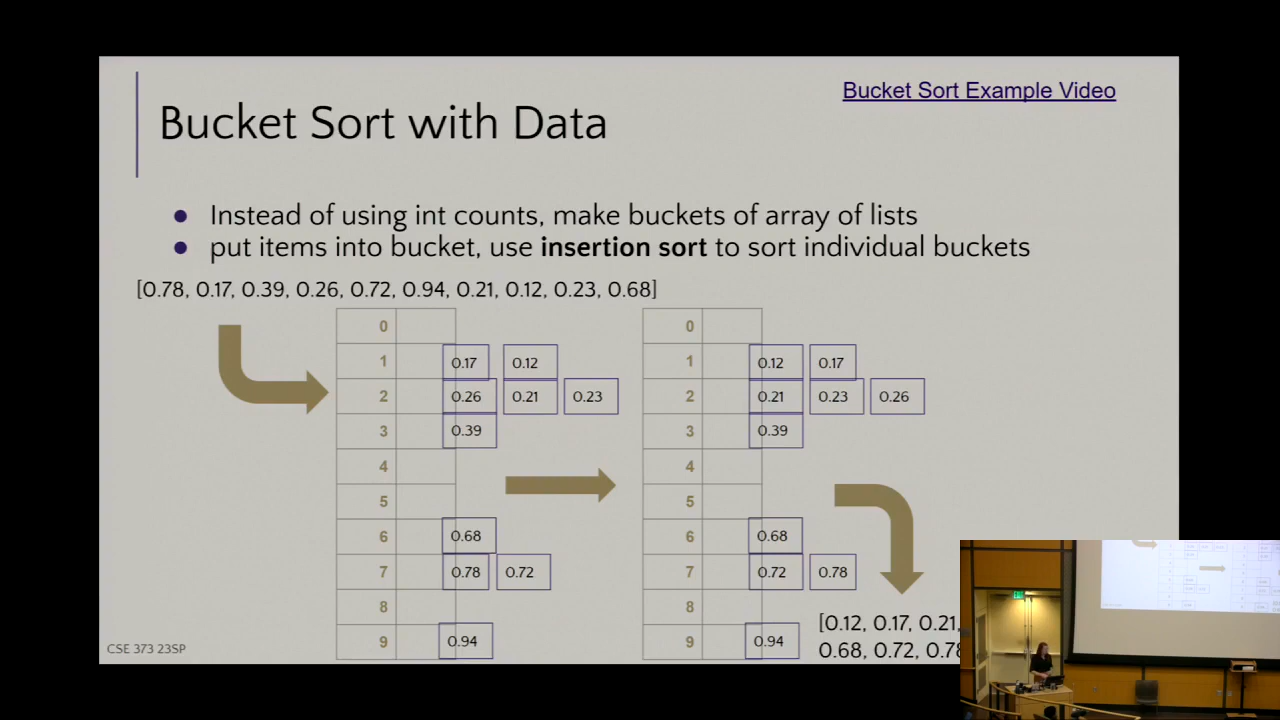 Bucket Sort Example Video
Bucket Sort with Data
● Instead of using int counts, make buckets of array of lists
● put items into bucket, use insertion sort to sort individual buckets
[0.78, 0.17, 0.39, 0.26, 0.72, 0.94, 0.21, 0.12, 0.23, 0.68]
0
1 0.17 0.12
2 0.26 0.21 0.23
3 0.39
4
5
6 0.68
7 0.78 0.72
8
9 0.94
0
1 0.12 0.17
2 0.21 0.23 0.26
3 0.39
4
5
6 0.68
7 0.72 0.78
8
9 0.94
[0.12, 0.17, 0.21,
0.68, 0.72, 0.78
CSE 373 23SP